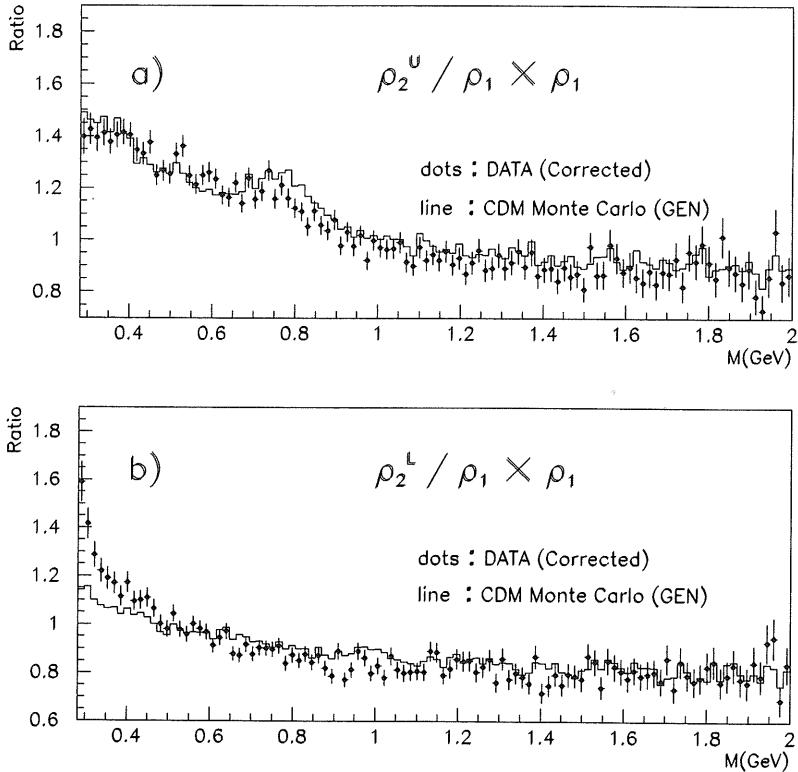 Ratio
1.8
1.6
1.4
1.2
1
0.8
a)
ρ₂ᵁ / ρ₁ × ρ₁
dots : DATA (Corrected)
line : CDM Monte Carlo (GEN)
0.4 0.6 0.8 1 1.2 1.4 1.6 1.8 2
M(GeV)
Ratio
1.8
1.6
1.4
1.2
1
0.8
0.6
b)
ρ₂ᴸ / ρ₁ × ρ₁
dots : DATA (Corrected)
line : CDM Monte Carlo (GEN)
0.4 0.6 0.8 1 1.2 1.4 1.6 1.8 2
M(GeV)